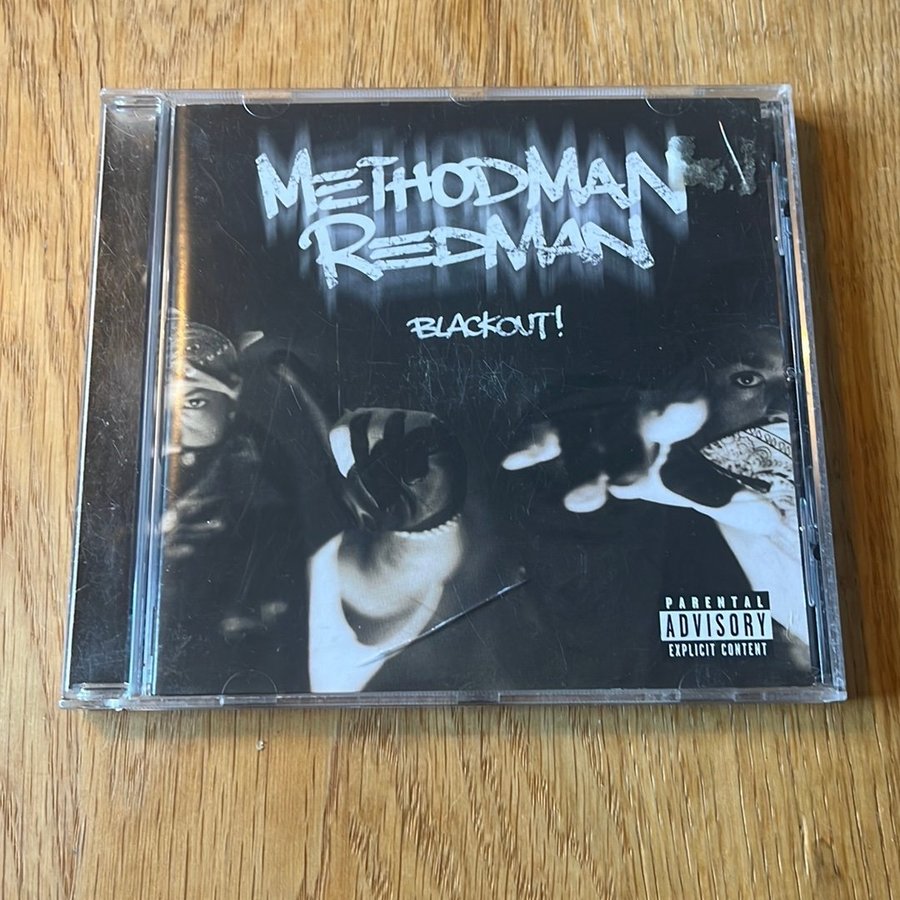 METHODMAN
REDMAN
BLACKOUT!
PARENTAL
ADVISORY
EXPLICIT CONTENT